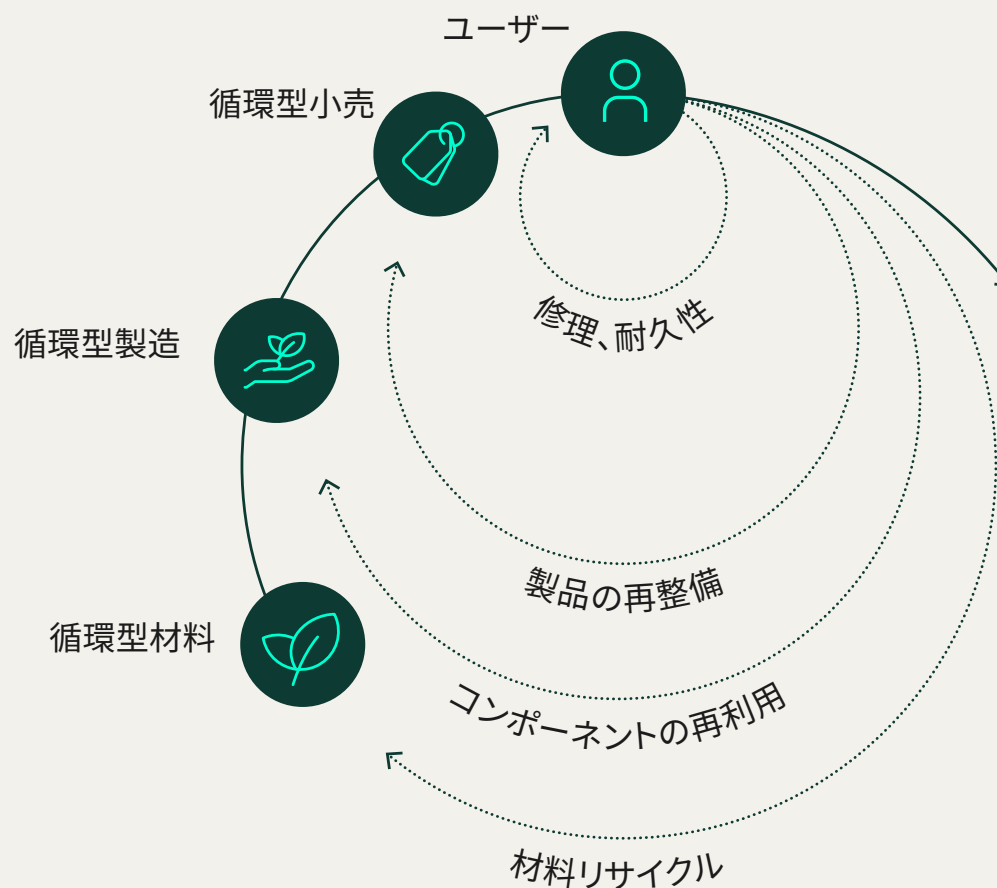 ユーザー
循環型小売
循環型製造
循環型材料
修理、耐久性
製品の再整備
コンポーネントの再利用
材料リサイクル